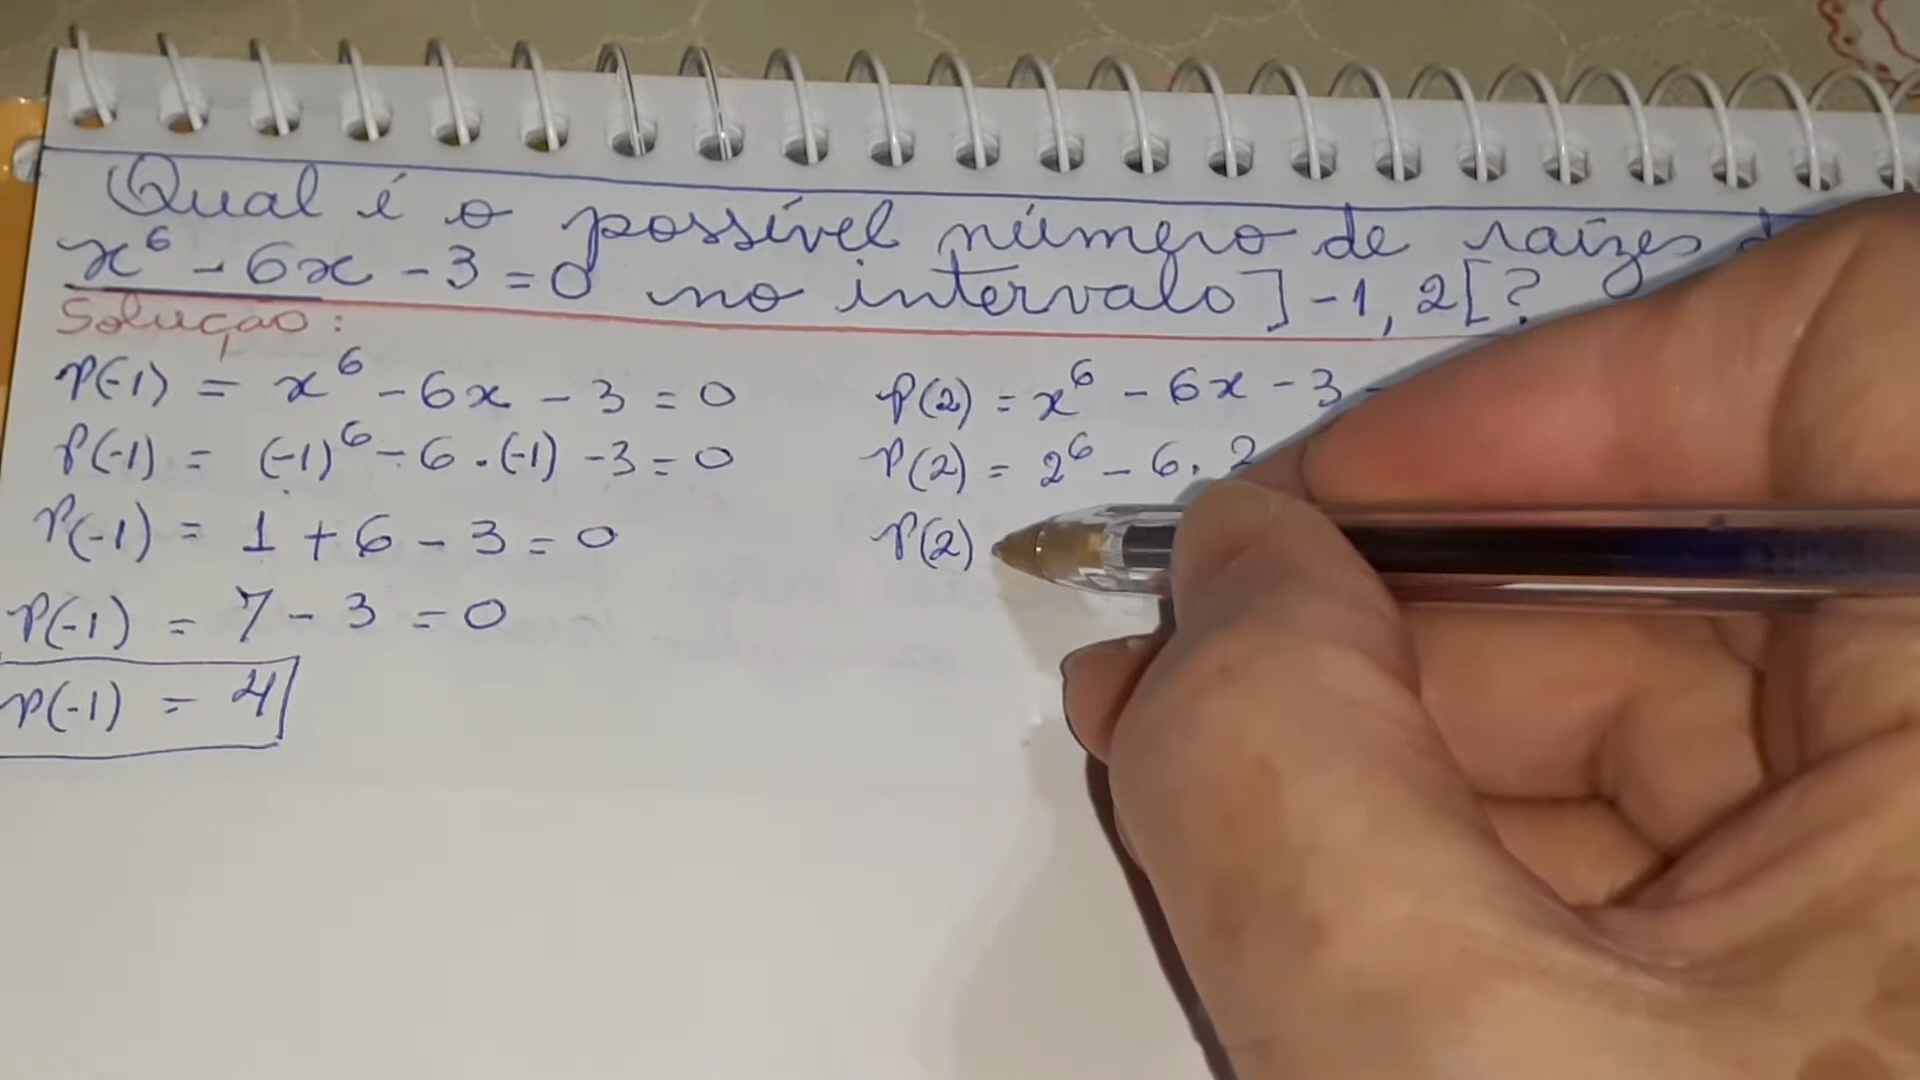 Qual é o possível número de raízes
x⁶ - 6x - 3 = 0 no intervalo ]-1, 2[?
Solução:
P(-1) = x⁶ - 6x - 3 = 0
P(-1) = (-1)⁶ - 6 . (-1) - 3 = 0
P(-1) = 1 + 6 - 3 = 0
P(-1) = 7 - 3 = 0
P(-1) = 4
P(2) = x⁶ - 6x - 3
P(2) = 2⁶ - 6. 2
P(2)